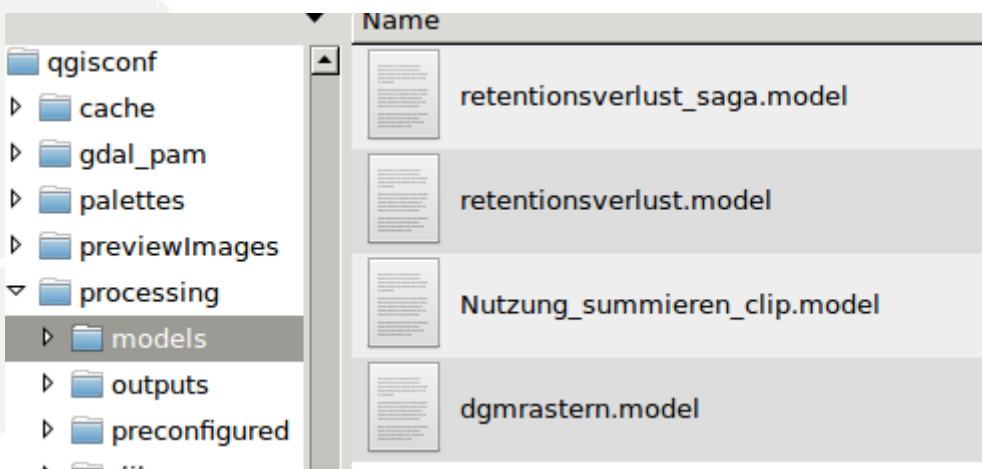 Name
qgisconf
cache
gdal_pam
palettes
previewImages
processing
models
outputs
preconfigured
retentionsverlust_saga.model
retentionsverlust.model
Nutzung_summieren_clip.model
dgmrastern.model